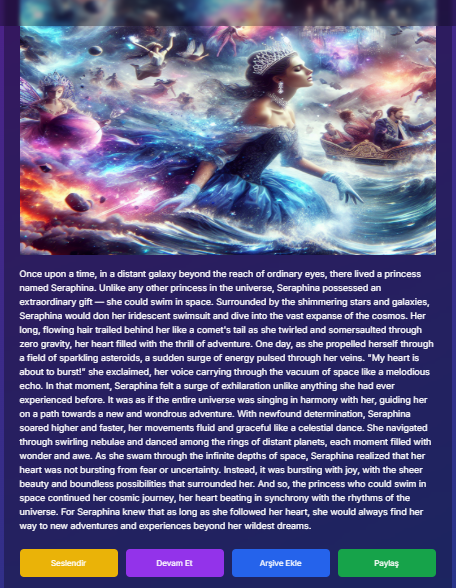 Once upon a time, in a distant galaxy beyond the reach of ordinary eyes, there lived a princess
named Seraphina. Unlike any other princess in the universe, Seraphina possessed an
extraordinary gift — she could swim in space. Surrounded by the shimmering stars and galaxies,
Seraphina would don her iridescent swimsuit and dive into the vast expanse of the cosmos. Her
long, flowing hair trailed behind her like a comet's tail as she twirled and somersaulted through
zero gravity, her heart filled with the thrill of adventure. One day, as she propelled herself through
a field of sparkling asteroids, a sudden surge of energy pulsed through her veins. "My heart is
about to burst!" she exclaimed, her voice carrying through the vacuum of space like a melodious
echo. In that moment, Seraphina felt a surge of exhilaration unlike anything she had ever
experienced before. It was as if the entire universe was singing in harmony with her, guiding her
on a path towards a new and wondrous adventure. With newfound determination, Seraphina
soared higher and faster, her movements fluid and graceful like a celestial dance. She navigated
through swirling nebulae and danced among the rings of distant planets, each moment filled with
wonder and awe. As she swam through the infinite depths of space, Seraphina realized that her
heart was not bursting from fear or uncertainty. Instead, it was bursting with joy, with the sheer
beauty and boundless possibilities that surrounded her. And so, the princess who could swim in
space continued her cosmic journey, her heart beating in synchrony with the rhythms of the
universe. For Seraphina knew that as long as she followed her heart, she would always find her
way to new adventures and experiences beyond her wildest dreams.
Seslendir Devam Et Arşive Ekle Paylaş